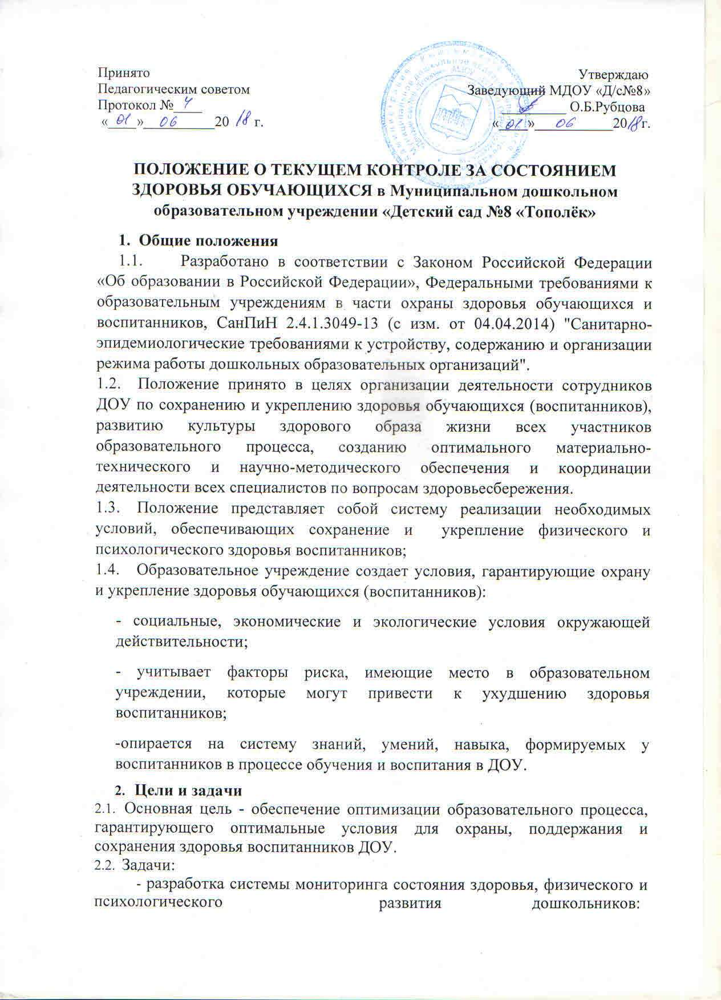 Принято Утверждаю
Педагогическим советом Заведующий МДОУ «Д/с№8»
Протокол № 4 О.Б.Рубцова
« 01 » 06 20 18 г. « 01 » 06 20 18 г.
ПОЛОЖЕНИЕ О ТЕКУЩЕМ КОНТРОЛЕ ЗА СОСТОЯНИЕМ
ЗДОРОВЬЯ ОБУЧАЮЩИХСЯ в Муниципальном дошкольном
образовательном учреждении «Детский сад №8 «Тополёк»
1. Общие положения
1.1. Разработано в соответствии с Законом Российской Федерации
«Об образовании в Российской Федерации», Федеральными требованиями к
образовательным учреждениям в части охраны здоровья обучающихся и
воспитанников, СанПиН 2.4.1.3049-13 (с изм. от 04.04.2014) "Санитарно-
эпидемиологические требованиями к устройству, содержанию и организации
режима работы дошкольных образовательных организаций".
1.2. Положение принято в целях организации деятельности сотрудников
ДОУ по сохранению и укреплению здоровья обучающихся (воспитанников),
развитию культуры здорового образа жизни всех участников
образовательного процесса, созданию оптимального материально-
технического и научно-методического обеспечения и координации
деятельности всех специалистов по вопросам здоровьесбережения.
1.3. Положение представляет собой систему реализации необходимых
условий, обеспечивающих сохранение и укрепление физического и
психологического здоровья воспитанников;
1.4. Образовательное учреждение создает условия, гарантирующие охрану
и укрепление здоровья обучающихся (воспитанников):
- социальные, экономические и экологические условия окружающей
действительности;
- учитывает факторы риска, имеющие место в образовательном
учреждении, которые могут привести к ухудшению здоровья
воспитанников;
-опирается на систему знаний, умений, навыка, формируемых у
воспитанников в процессе обучения и воспитания в ДОУ.
2. Цели и задачи
2.1. Основная цель - обеспечение оптимизации образовательного процесса,
гарантирующего оптимальные условия для охраны, поддержания и
сохранения здоровья воспитанников ДОУ.
2.2. Задачи:
- разработка системы мониторинга состояния здоровья, физического и
психологического развития дошкольников: